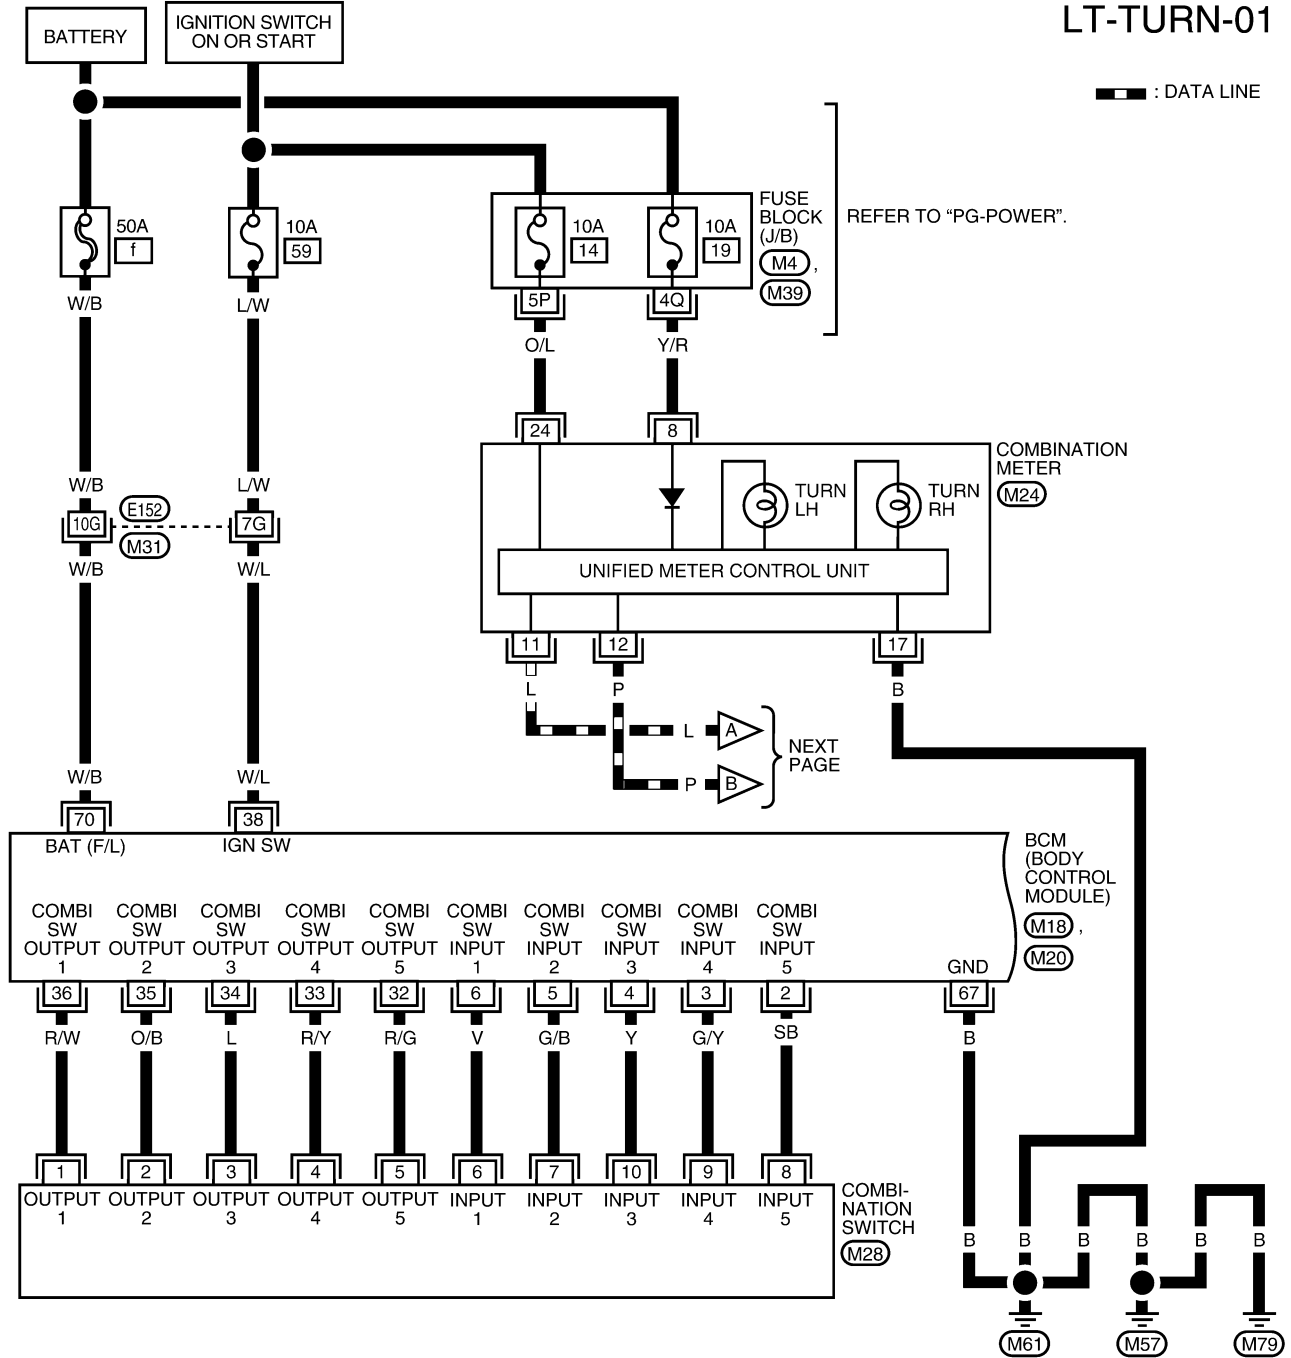 LT-TURN-01
BATTERY
IGNITION SWITCH
ON OR START
: DATA LINE
50A
f
10A
59
10A
14
10A
19
FUSE
BLOCK
(J/B)
M4 ,
M39
REFER TO “PG-POWER”.
5P
4Q
W/B
L/W
O/L
Y/R
24
8
COMBINATION
METER
M24
TURN
LH
TURN
RH
W/B
L/W
10G
E152
M31
7G
W/B
W/L
UNIFIED METER CONTROL UNIT
11
12
17
L
P
B
L
A
P
B
NEXT
PAGE
W/B
W/L
70
38
BAT (F/L)
IGN SW
BCM
(BODY
CONTROL
MODULE)
M18 ,
M20
COMBI
SW
OUTPUT
1
COMBI
SW
OUTPUT
2
COMBI
SW
OUTPUT
3
COMBI
SW
OUTPUT
4
COMBI
SW
OUTPUT
5
COMBI
SW
INPUT
1
COMBI
SW
INPUT
2
COMBI
SW
INPUT
3
COMBI
SW
INPUT
4
COMBI
SW
INPUT
5
GND
36
35
34
33
32
6
5
4
3
2
67
R/W
O/B
L
R/Y
R/G
V
G/B
Y
G/Y
SB
B
1
2
3
4
5
6
7
10
9
8
OUTPUT
1
OUTPUT
2
OUTPUT
3
OUTPUT
4
OUTPUT
5
INPUT
1
INPUT
2
INPUT
3
INPUT
4
INPUT
5
COMBI-
NATION
SWITCH
M28
B
B
B
B
B
B
M61
M57
M79